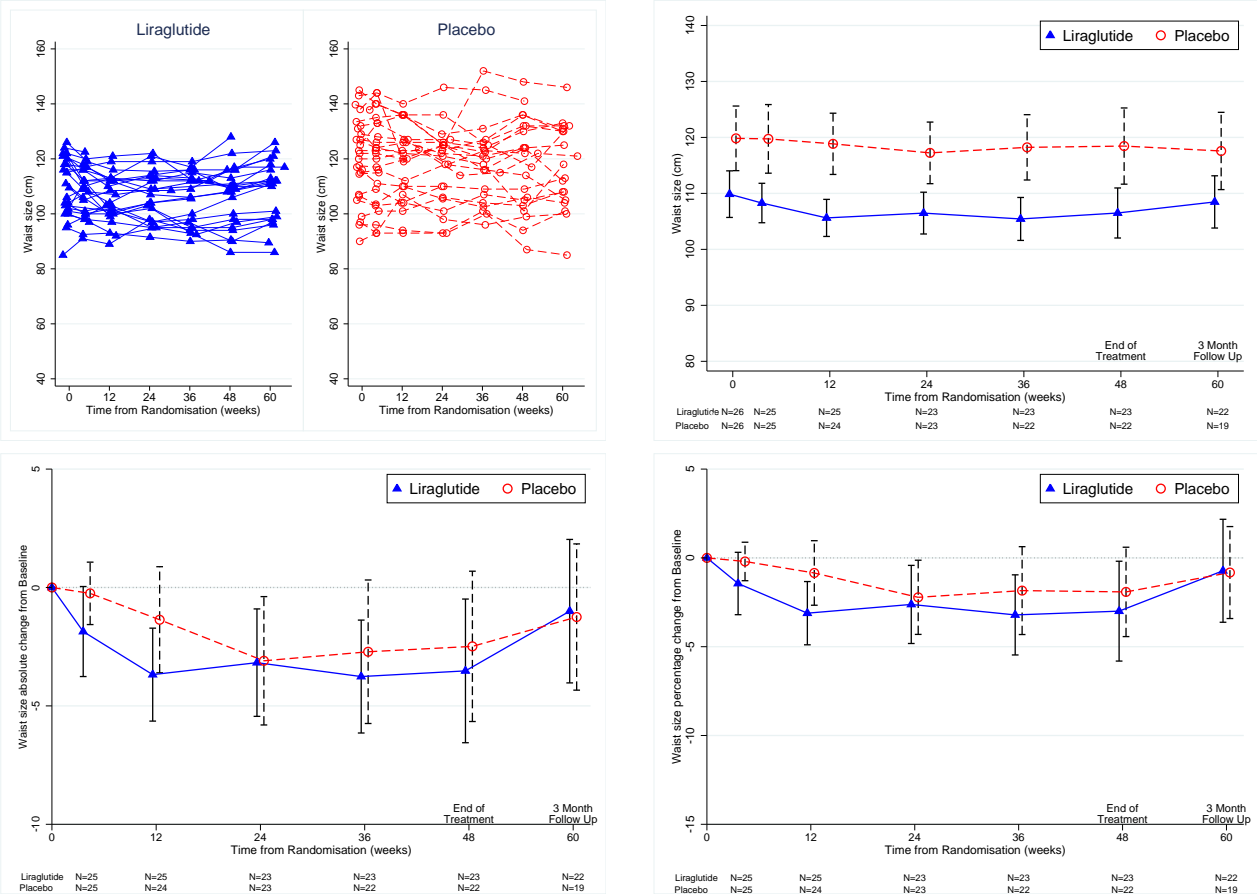 Liraglutide
Placebo
Waist size (cm)
160
140
120
100
80
60
40
0 12 24 36 48 60
Time from Randomisation (weeks)
Waist size (cm)
160
140
120
100
80
60
40
0 12 24 36 48 60
Time from Randomisation (weeks)
Liraglutide Placebo
Waist size (cm)
140
130
120
110
100
90
80
End of
Treatment
3 Month
Follow Up
0 12 24 36 48 60
Time from Randomisation (weeks)
Liraglutide N=26 N=25 N=25 N=23 N=23 N=23 N=22
Placebo N=26 N=25 N=24 N=23 N=22 N=22 N=19
Liraglutide Placebo
Waist size absolute change from Baseline
5
0
-5
-10
End of
Treatment
3 Month
Follow Up
0 12 24 36 48 60
Time from Randomisation (weeks)
Liraglutide N=25 N=25 N=23 N=23 N=23 N=22
Placebo N=25 N=24 N=23 N=22 N=22 N=19
Liraglutide Placebo
Waist size percentage change from Baseline
5
0
-5
-10
-15
End of
Treatment
3 Month
Follow Up
0 12 24 36 48 60
Time from Randomisation (weeks)
Liraglutide N=25 N=25 N=23 N=23 N=23 N=22
Placebo N=25 N=24 N=23 N=22 N=22 N=19